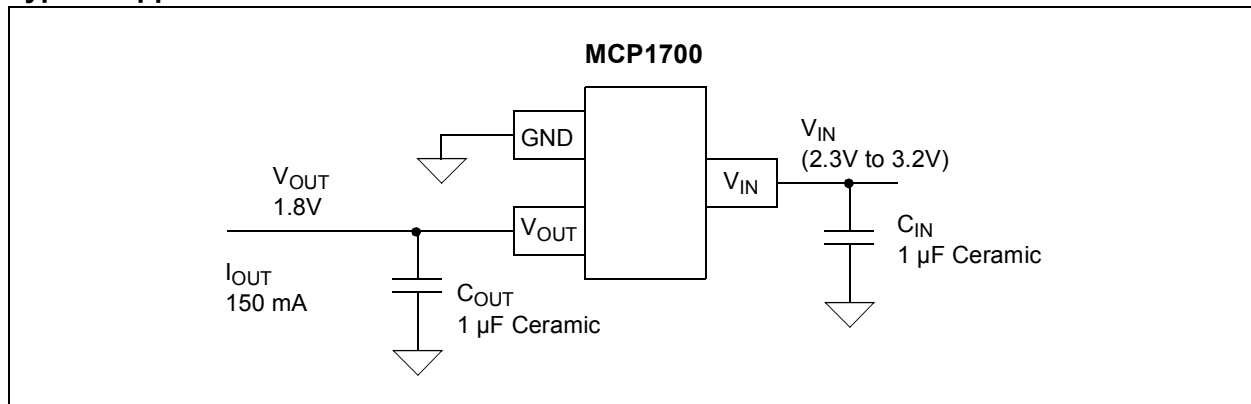 MCP1700
GND
V_IN
(2.3V to 3.2V)
V_IN
V_OUT
1.8V
V_OUT
C_IN
1 µF Ceramic
I_OUT
150 mA
C_OUT
1 µF Ceramic